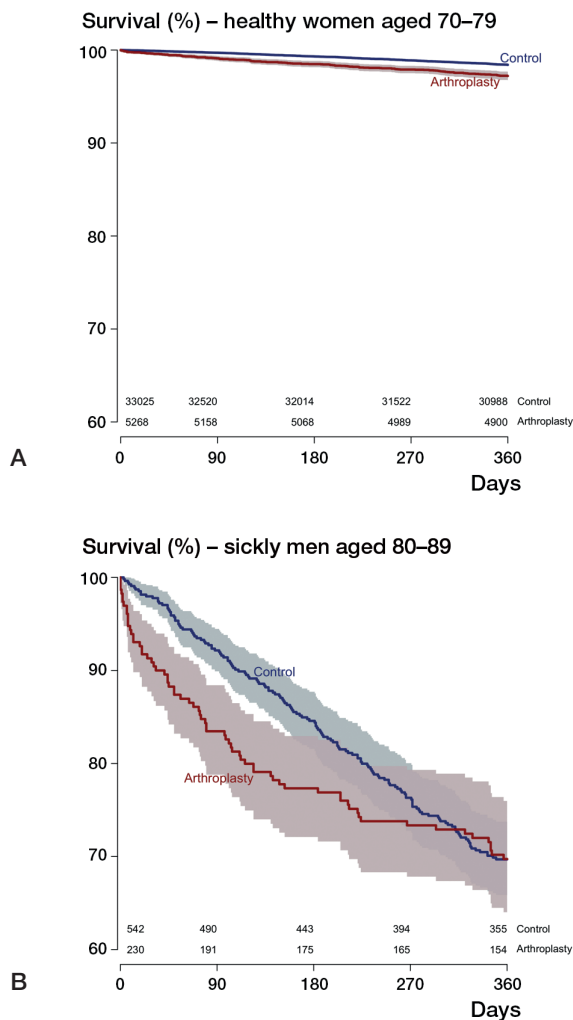 Survival (%) – healthy women aged 70–79
100
Control
Arthroplasty
90
80
70
33025 32520 32014 31522 30988 Control
60
5268 5158 5068 4989 4900 Arthroplasty
A
0 90 180 270 360
Days
Survival (%) – sickly men aged 80–89
100
90
Control
80
Arthroplasty
70
542 490 443 394 355 Control
60
230 191 175 165 154 Arthroplasty
B
0 90 180 270 360
Days